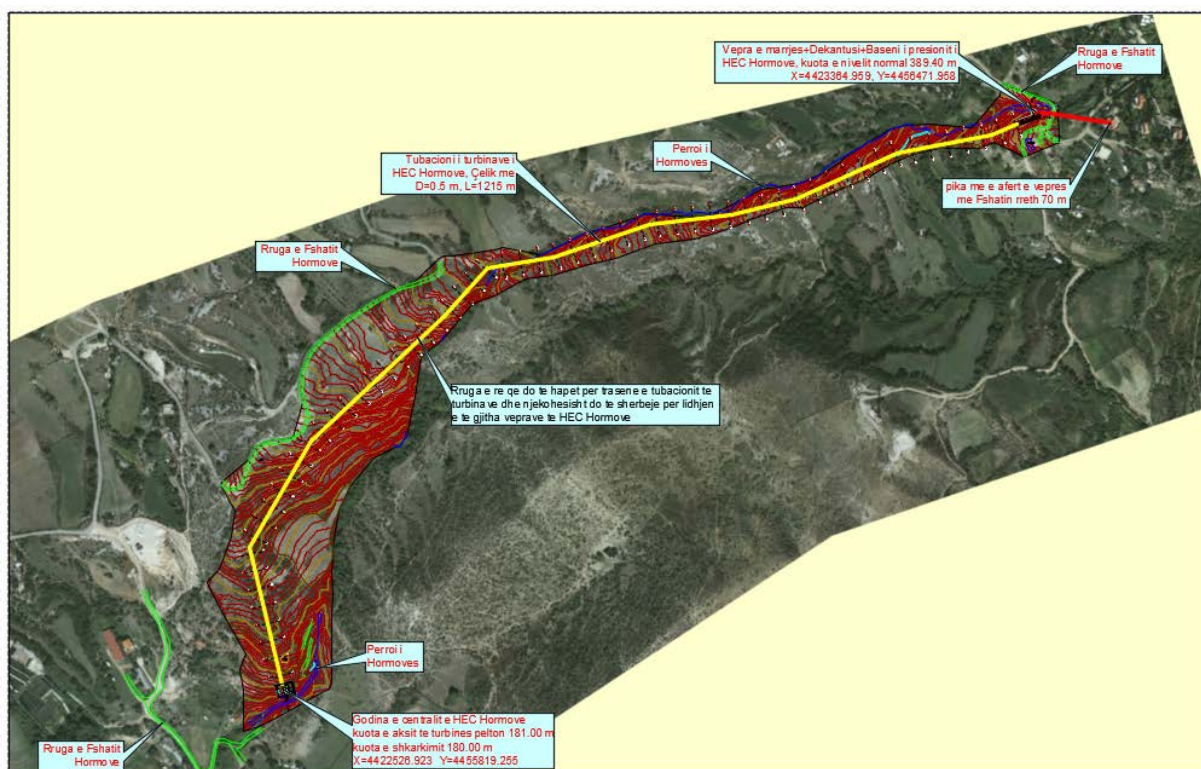 Vepra e marrjes+Dekantusi+Baseni i presionit i
HEC Hormove, kuota e nivelit normal 389.40 m
X=4423364.959, Y=4456471.958
Rruga e Fshatit
Hormove
Tubacioni i turbinave i
HEC Hormove, Çelik me
D=0.5 m, L=1215 m
Perroi i
Hormoves
pika me e afert e vepres
me Fshatin rreth 70 m
Rruga e Fshatit
Hormove
Rruga e re qe do te hapet per trasene e tubacionit te
turbinave dhe njekohesisht do te sherbeje per lidhjen
e te gjitha veprave te HEC Hormove
Perroi i
Hormoves
Godina e centralit e HEC Hormove
kuota e aksit te turbines pelton 181.00 m
kuota e shkarkimit 180.00 m
X=4422526.923 Y=4455819.255
Rruga e Fshatit
Hormove